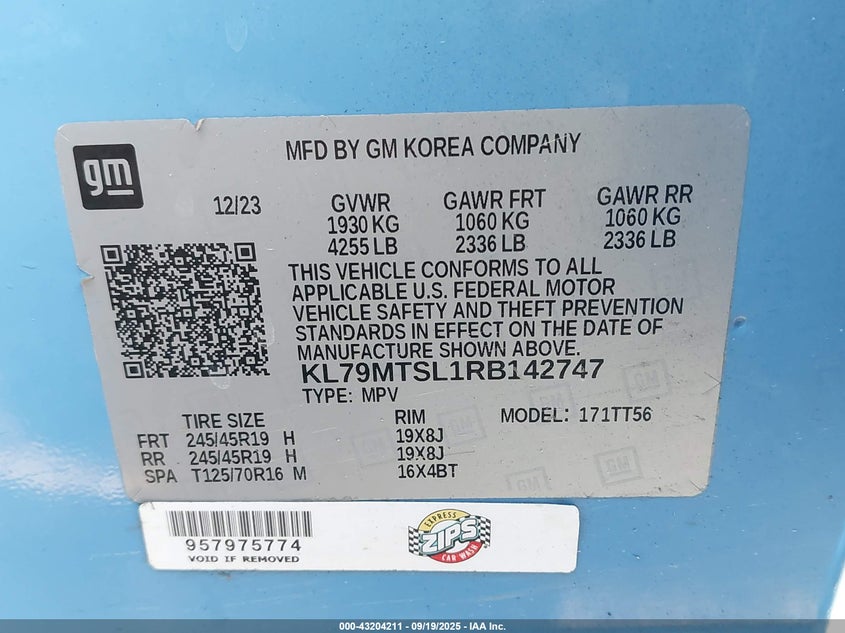 gm
MFD BY GM KOREA COMPANY
12/23
GVWR
1930 KG
4255 LB
GAWR FRT
1060 KG
2336 LB
GAWR RR
1060 KG
2336 LB
THIS VEHICLE CONFORMS TO ALL
APPLICABLE U.S. FEDERAL MOTOR
VEHICLE SAFETY AND THEFT PREVENTION
STANDARDS IN EFFECT ON THE DATE OF
MANUFACTURE SHOWN ABOVE.
KL79MTSL1RB142747
TYPE: MPV
MODEL: 171TT56
TIRE SIZE RIM
FRT 245/45R19 H 19X8J
RR 245/45R19 H 19X8J
SPA T125/70R16 M 16X4BT
GM
GM
GM
GM
957975774
VOID IF REMOVED
EXPRESS
ZIPS
CAR WASH
000-43204211 - 09/19/2025 - IAA Inc.